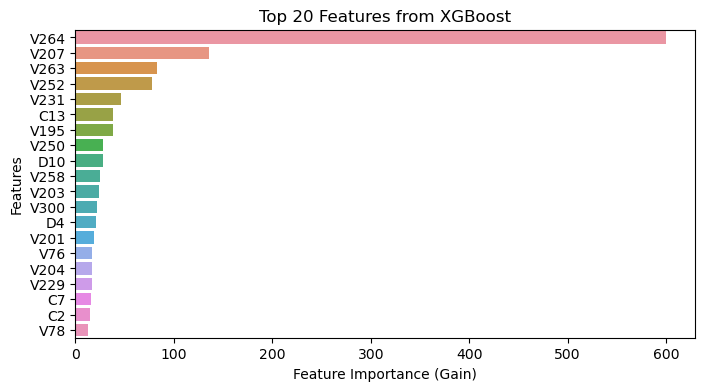 Top 20 Features from XGBoost
Features
V264
V207
V263
V252
V231
C13
V195
V250
D10
V258
V203
V300
D4
V201
V76
V204
V229
C7
C2
V78
0 100 200 300 400 500 600
Feature Importance (Gain)